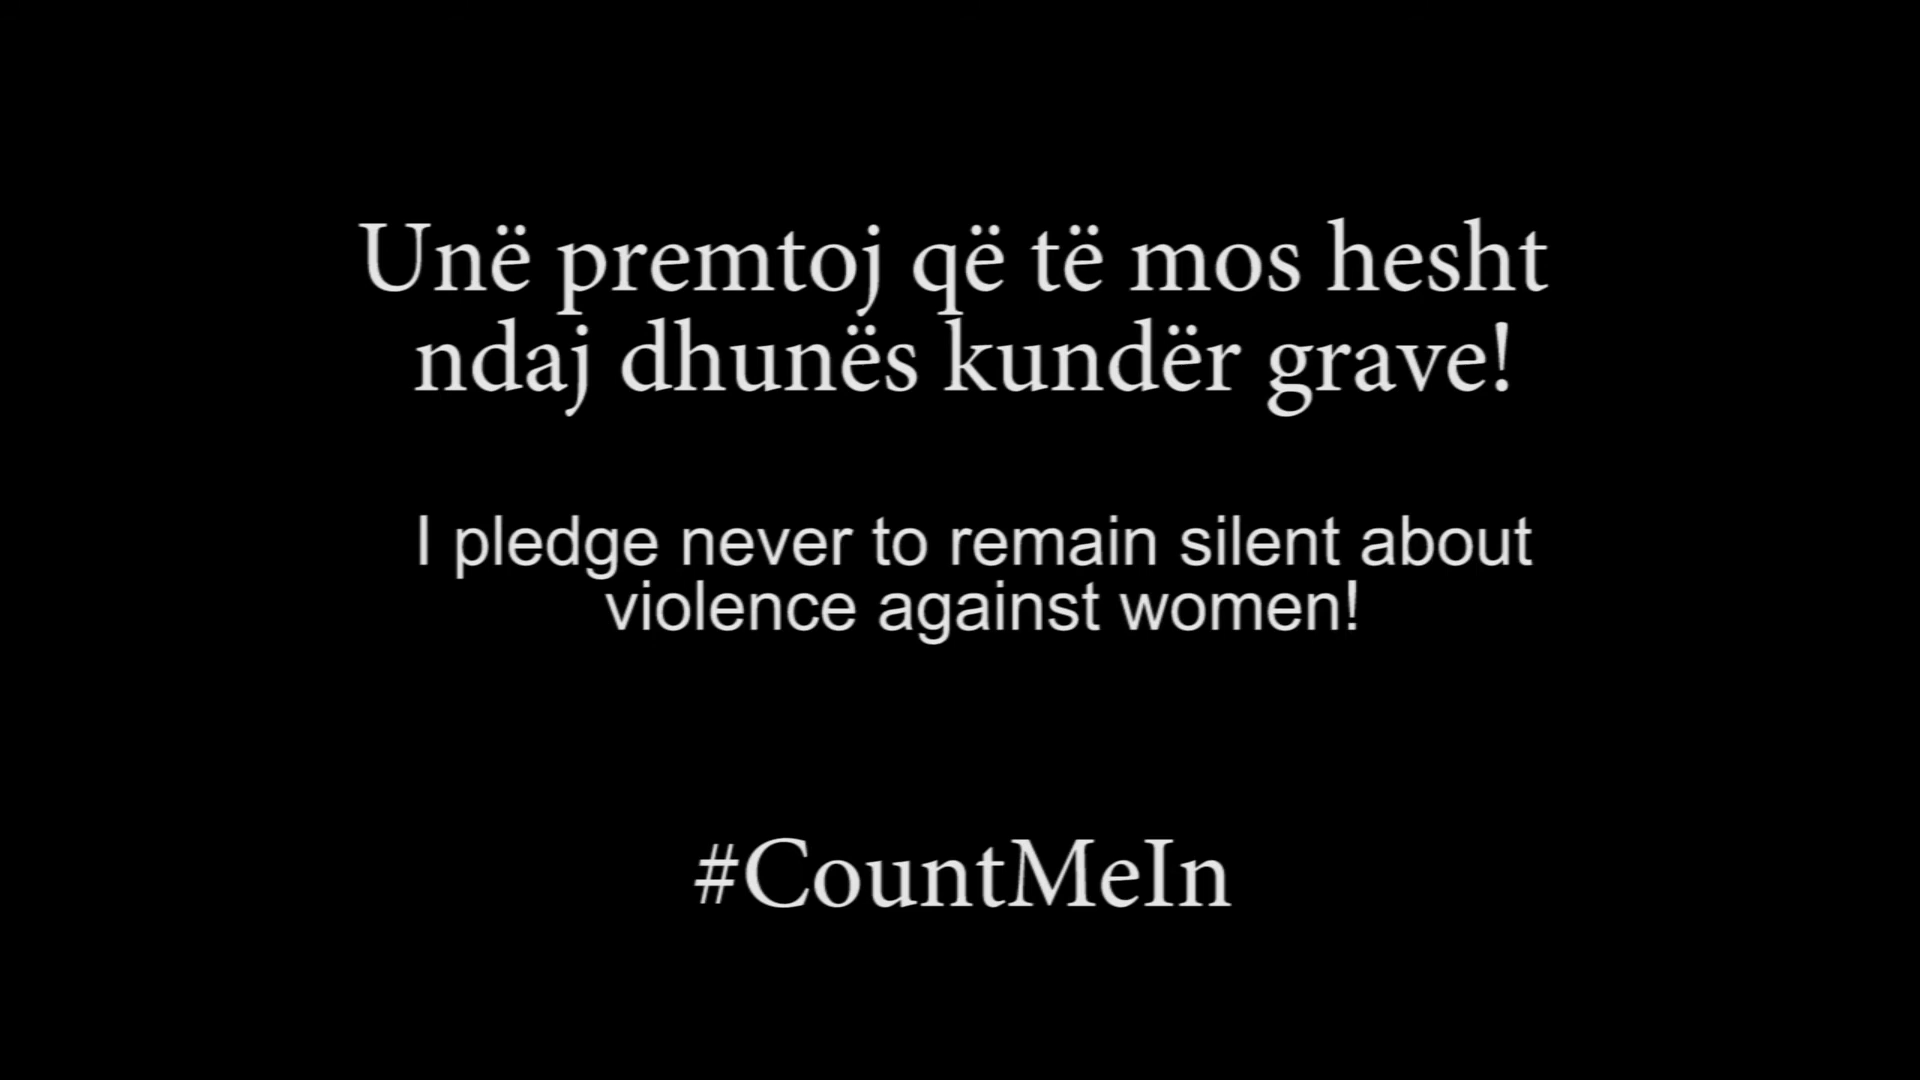 Unë premtoj që të mos hesht
ndaj dhunës kundër grave!
I pledge never to remain silent about
violence against women!
#CountMeIn